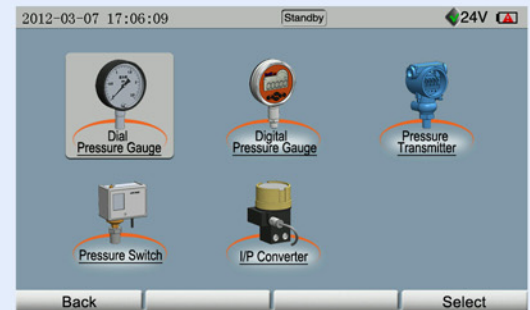 2012-03-07 17:06:09 Standby 24V
Dial
Pressure Gauge
Digital
Pressure Gauge
Pressure
Transmitter
Pressure Switch
I/P Converter
Back Select